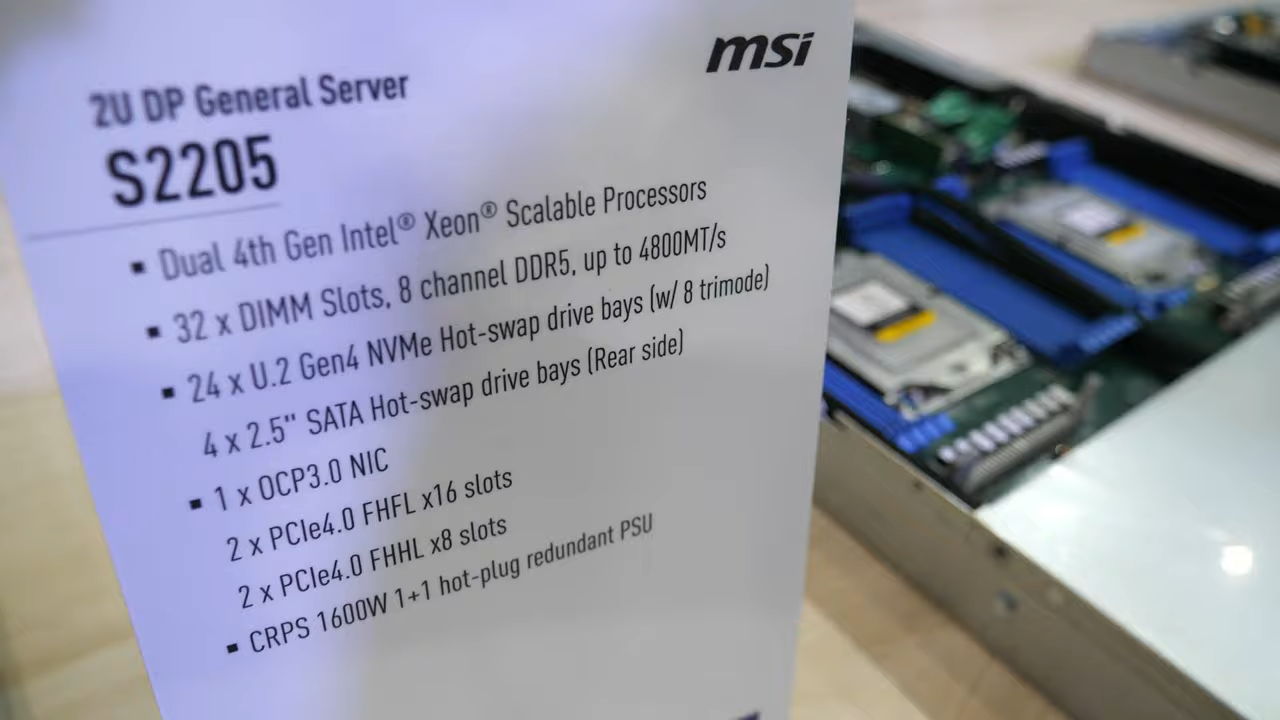 msi
2U DP General Server
S2205
▪ Dual 4th Gen Intel® Xeon® Scalable Processors
▪ 32 x DIMM Slots, 8 channel DDR5, up to 4800MT/s
▪ 24 x U.2 Gen4 NVMe Hot-swap drive bays (w/ 8 trimode)
4 x 2.5" SATA Hot-swap drive bays (Rear side)
▪ 1 x OCP3.0 NIC
2 x PCIe4.0 FHFL x16 slots
2 x PCIe4.0 FHHL x8 slots
▪ CRPS 1600W 1+1 hot-plug redundant PSU